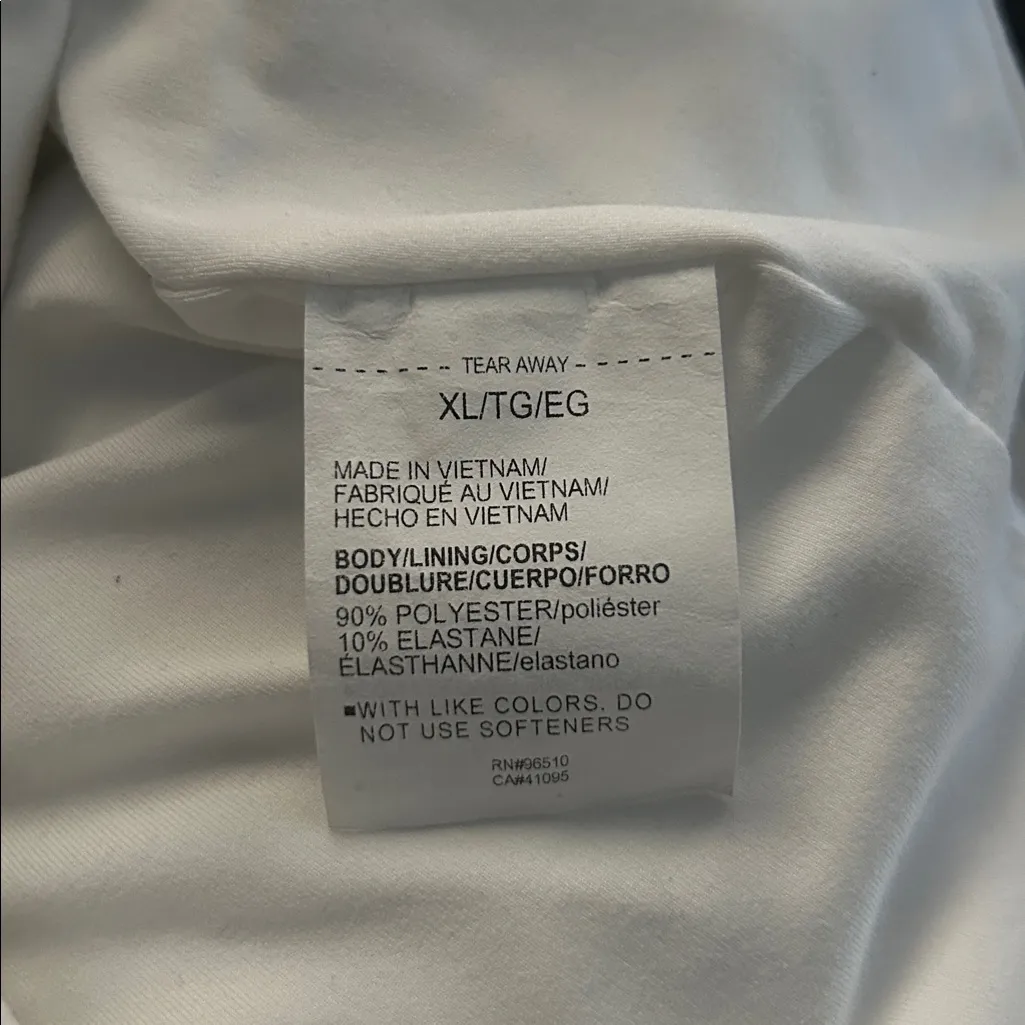 TEAR AWAY
XL/TG/EG
MADE IN VIETNAM/
FABRIQUÉ AU VIETNAM/
HECHO EN VIETNAM
BODY/LINING/CORPS/
DOUBLURE/CUERPO/FORRO
90% POLYESTER/poliéster
10% ELASTANE/
ÉLASTHANNE/elastano
■WITH LIKE COLORS. DO
NOT USE SOFTENERS
RN#96510
CA#41095